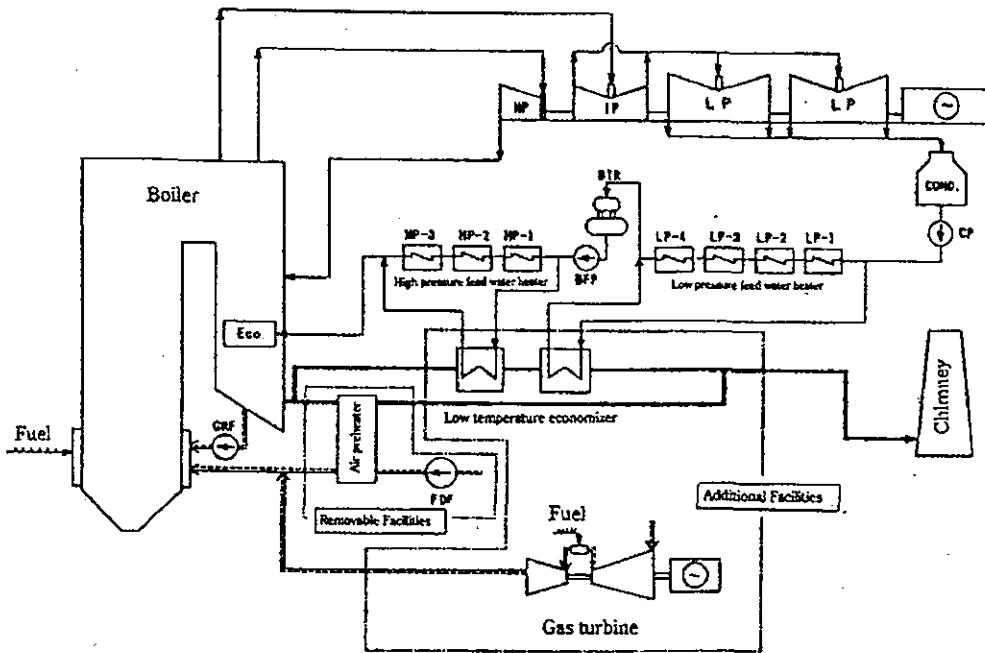 HP
IP
L P
L P
~
Boiler
BTR
COND.
CP
HP-3
HP-2
HP-1
LP-4
LP-3
LP-2
LP-1
BFP
High pressure feed water heater
Low pressure feed water heater
Eco.
Chimney
Low temperature economizer
GRF
Fuel
Air preheater
FDF
Additional Facilities
Removable Facilities
Fuel
~
Gas turbine